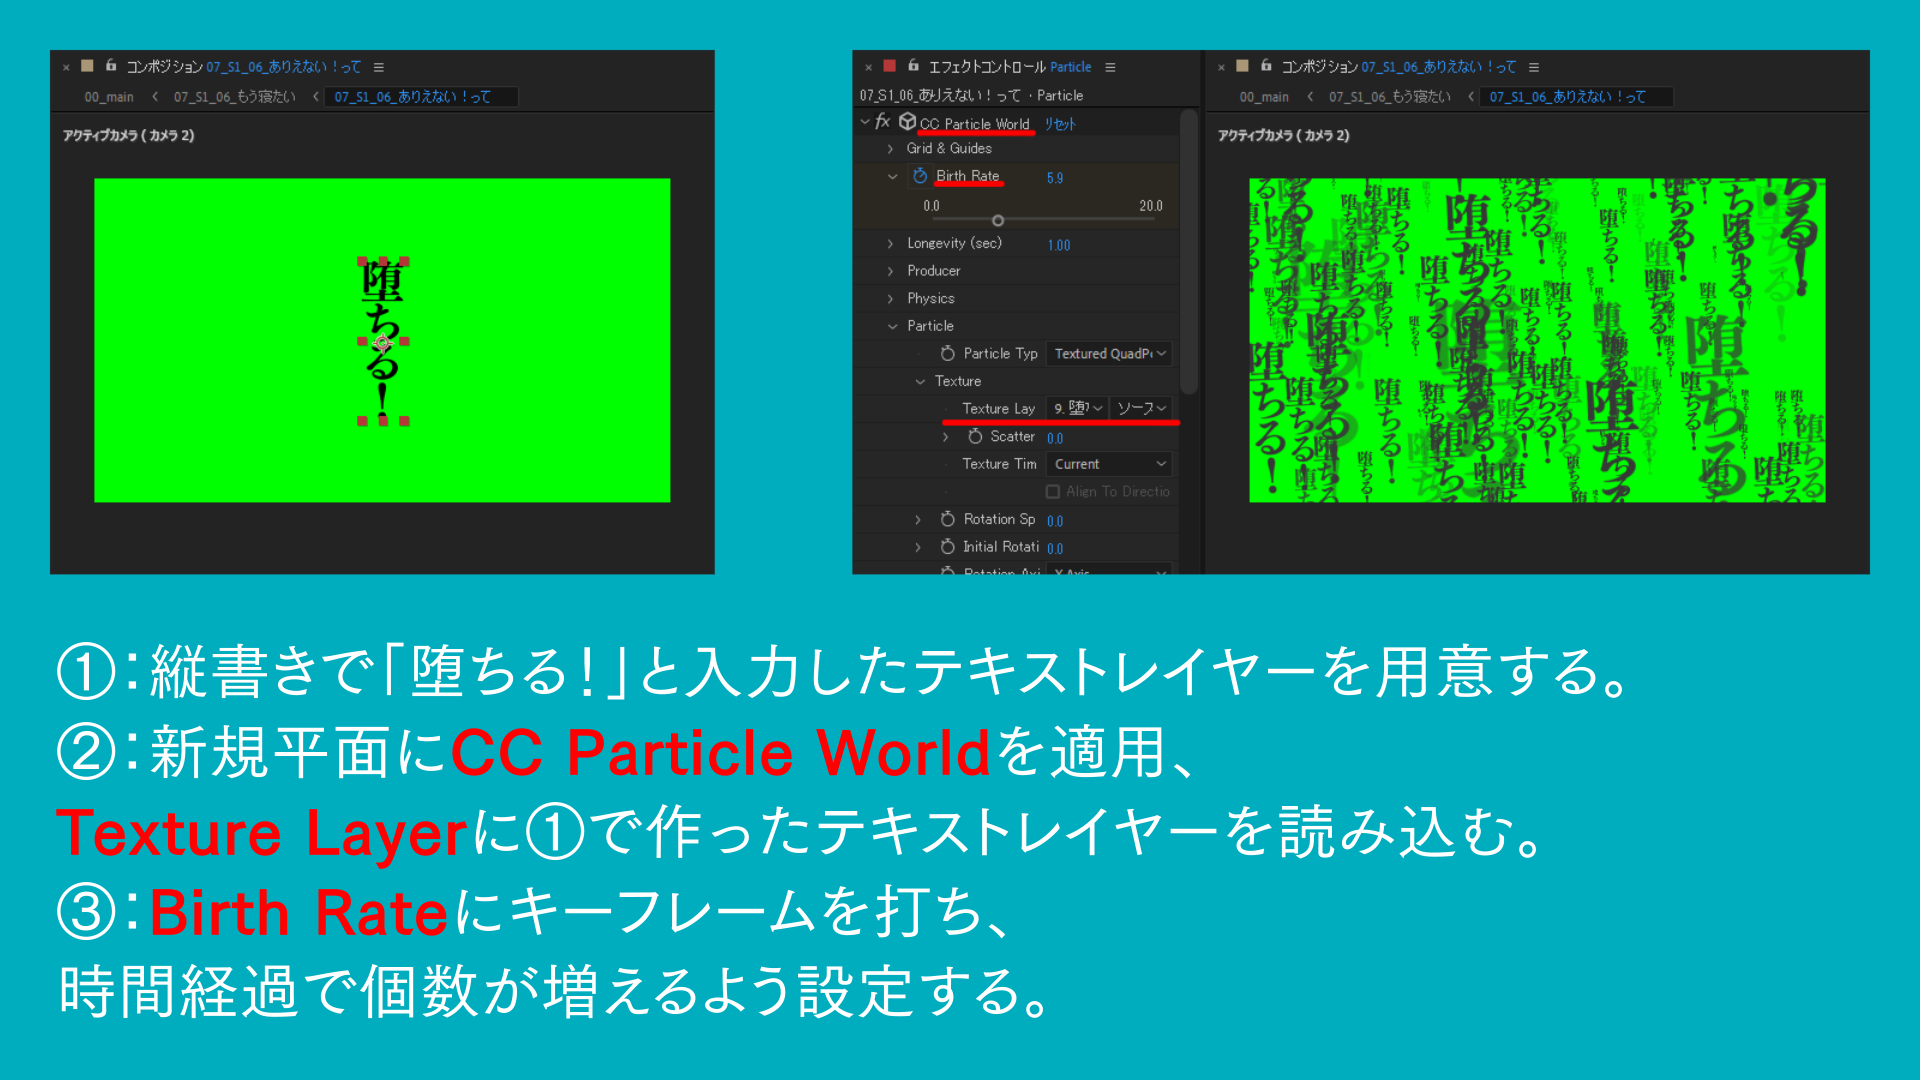 コンポジション 07_S1_06_ありえない！って
00_main < 07_S1_06_もう寝たい < 07_S1_06_ありえない！って
アクティブカメラ (カメラ 2)
堕ちる！
エフェクトコントロール Particle
07_S1_06_ありえない！って・Particle
fx CC Particle World リセット
Grid & Guides
Birth Rate 5.9
0.0 20.0
Longevity (sec) 1.00
Producer
Physics
Particle
Particle Typ Textured QuadP
Texture
Texture Lay 9. 堕 ソース
Scatter 0.0
Texture Tim Current
Align To Directio
Rotation Sp 0.0
Initial Rotati 0.0
Rotation Axi X Axis
コンポジション 07_S1_06_ありえない！って
00_main < 07_S1_06_もう寝たい < 07_S1_06_ありえない！って
アクティブカメラ (カメラ 2)
堕ちる！
①：縦書きで「堕ちる！」と入力したテキストレイヤーを用意する。
②：新規平面にCC Particle Worldを適用、
Texture Layerに①で作ったテキストレイヤーを読み込む。
③：Birth Rateにキーフレームを打ち、
時間経過で個数が増えるよう設定する。